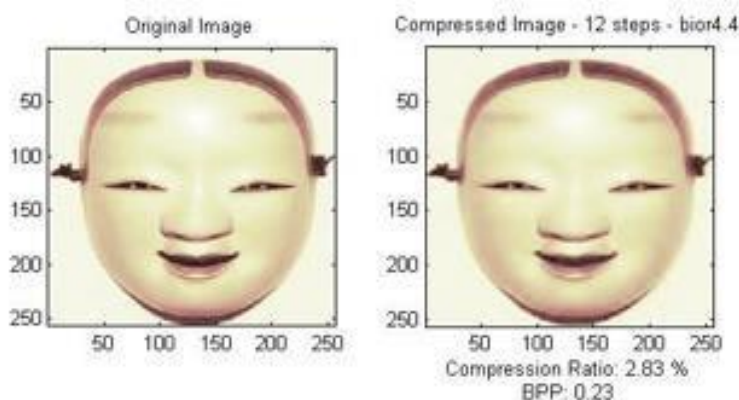 Original Image
50
100
150
200
250
50 100 150 200 250
Compressed Image - 12 steps - bior4.4
50
100
150
200
250
50 100 150 200 250
Compression Ratio: 2.83 %
BPP: 0.23